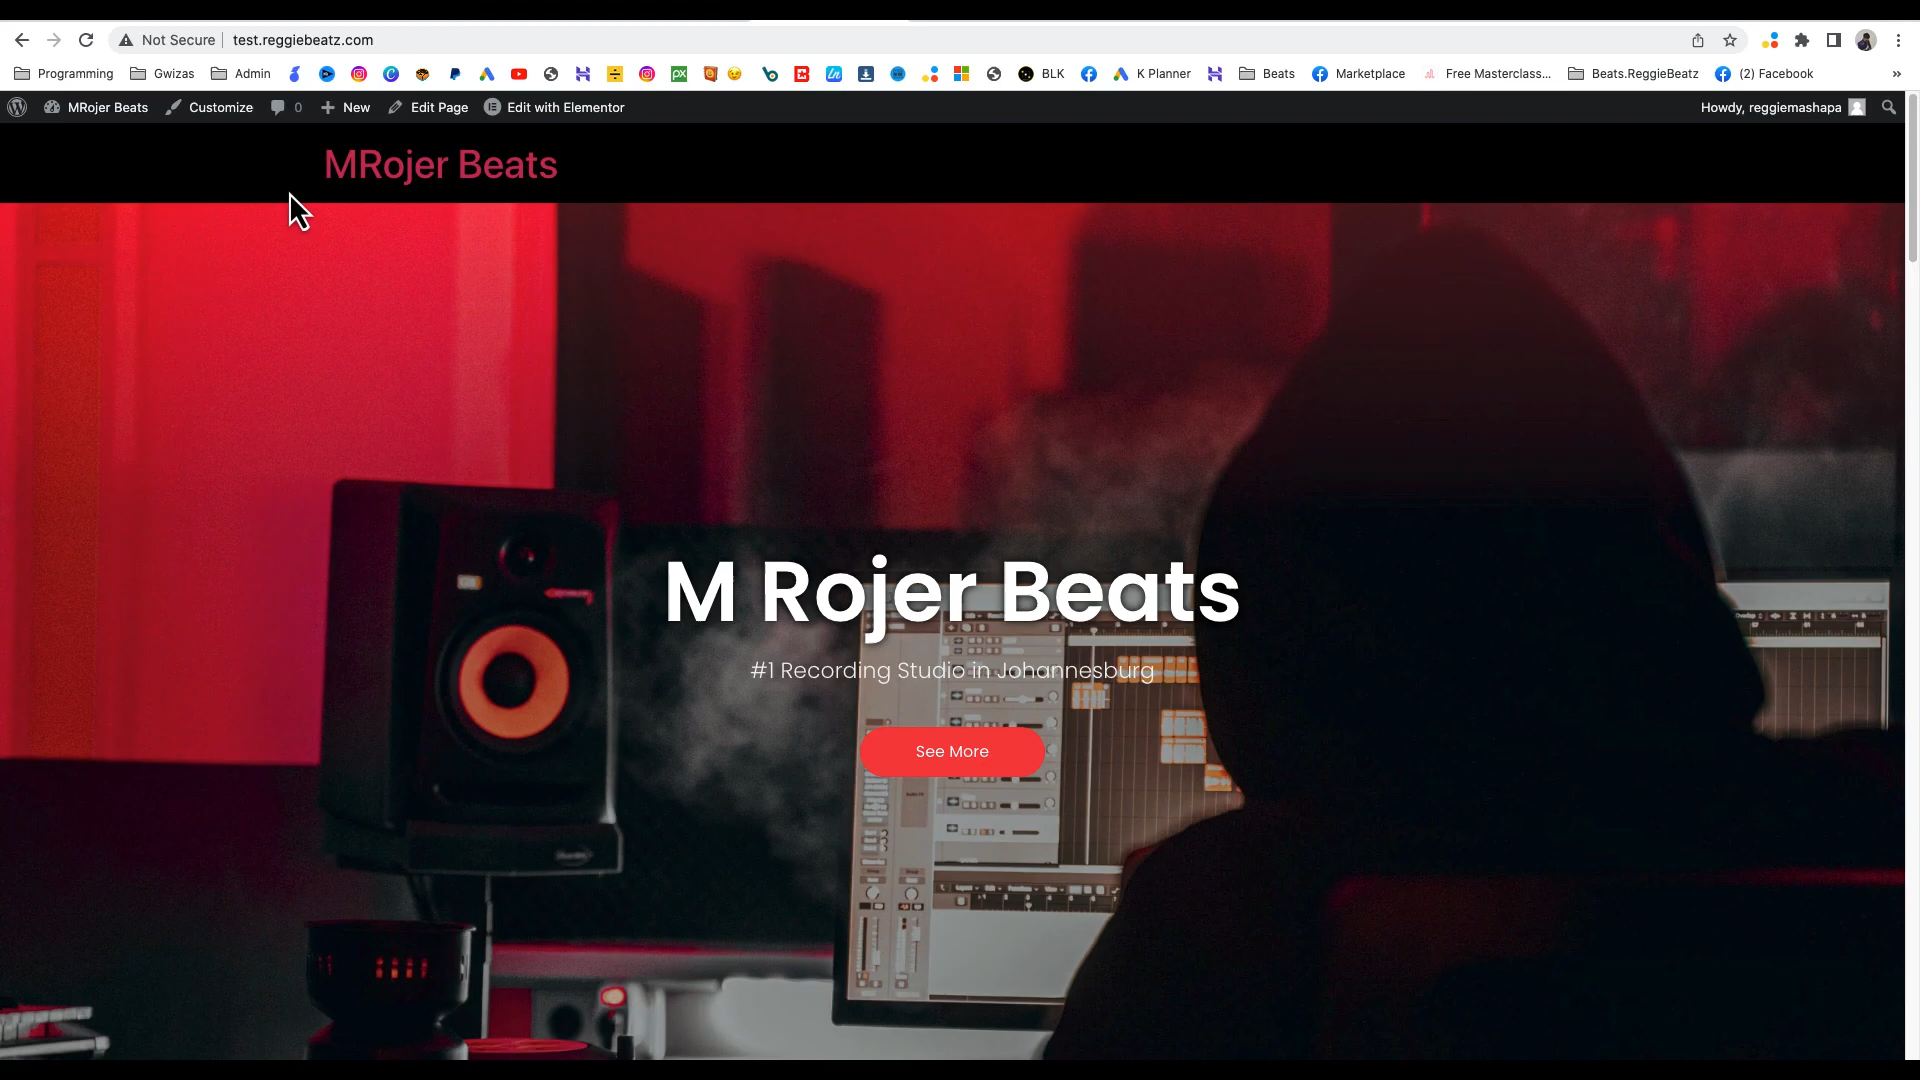 Not Secure test.reggiebeatz.com
Programming Gwizas Admin BLK K Planner Beats Marketplace Free Masterclass... Beats.ReggieBeatz (2) Facebook »
MRojer Beats Customize 0 New Edit Page Edit with Elementor Howdy, reggiemashapa
MRojer Beats
M Rojer Beats
#1 Recording Studio in Johannesburg
See More